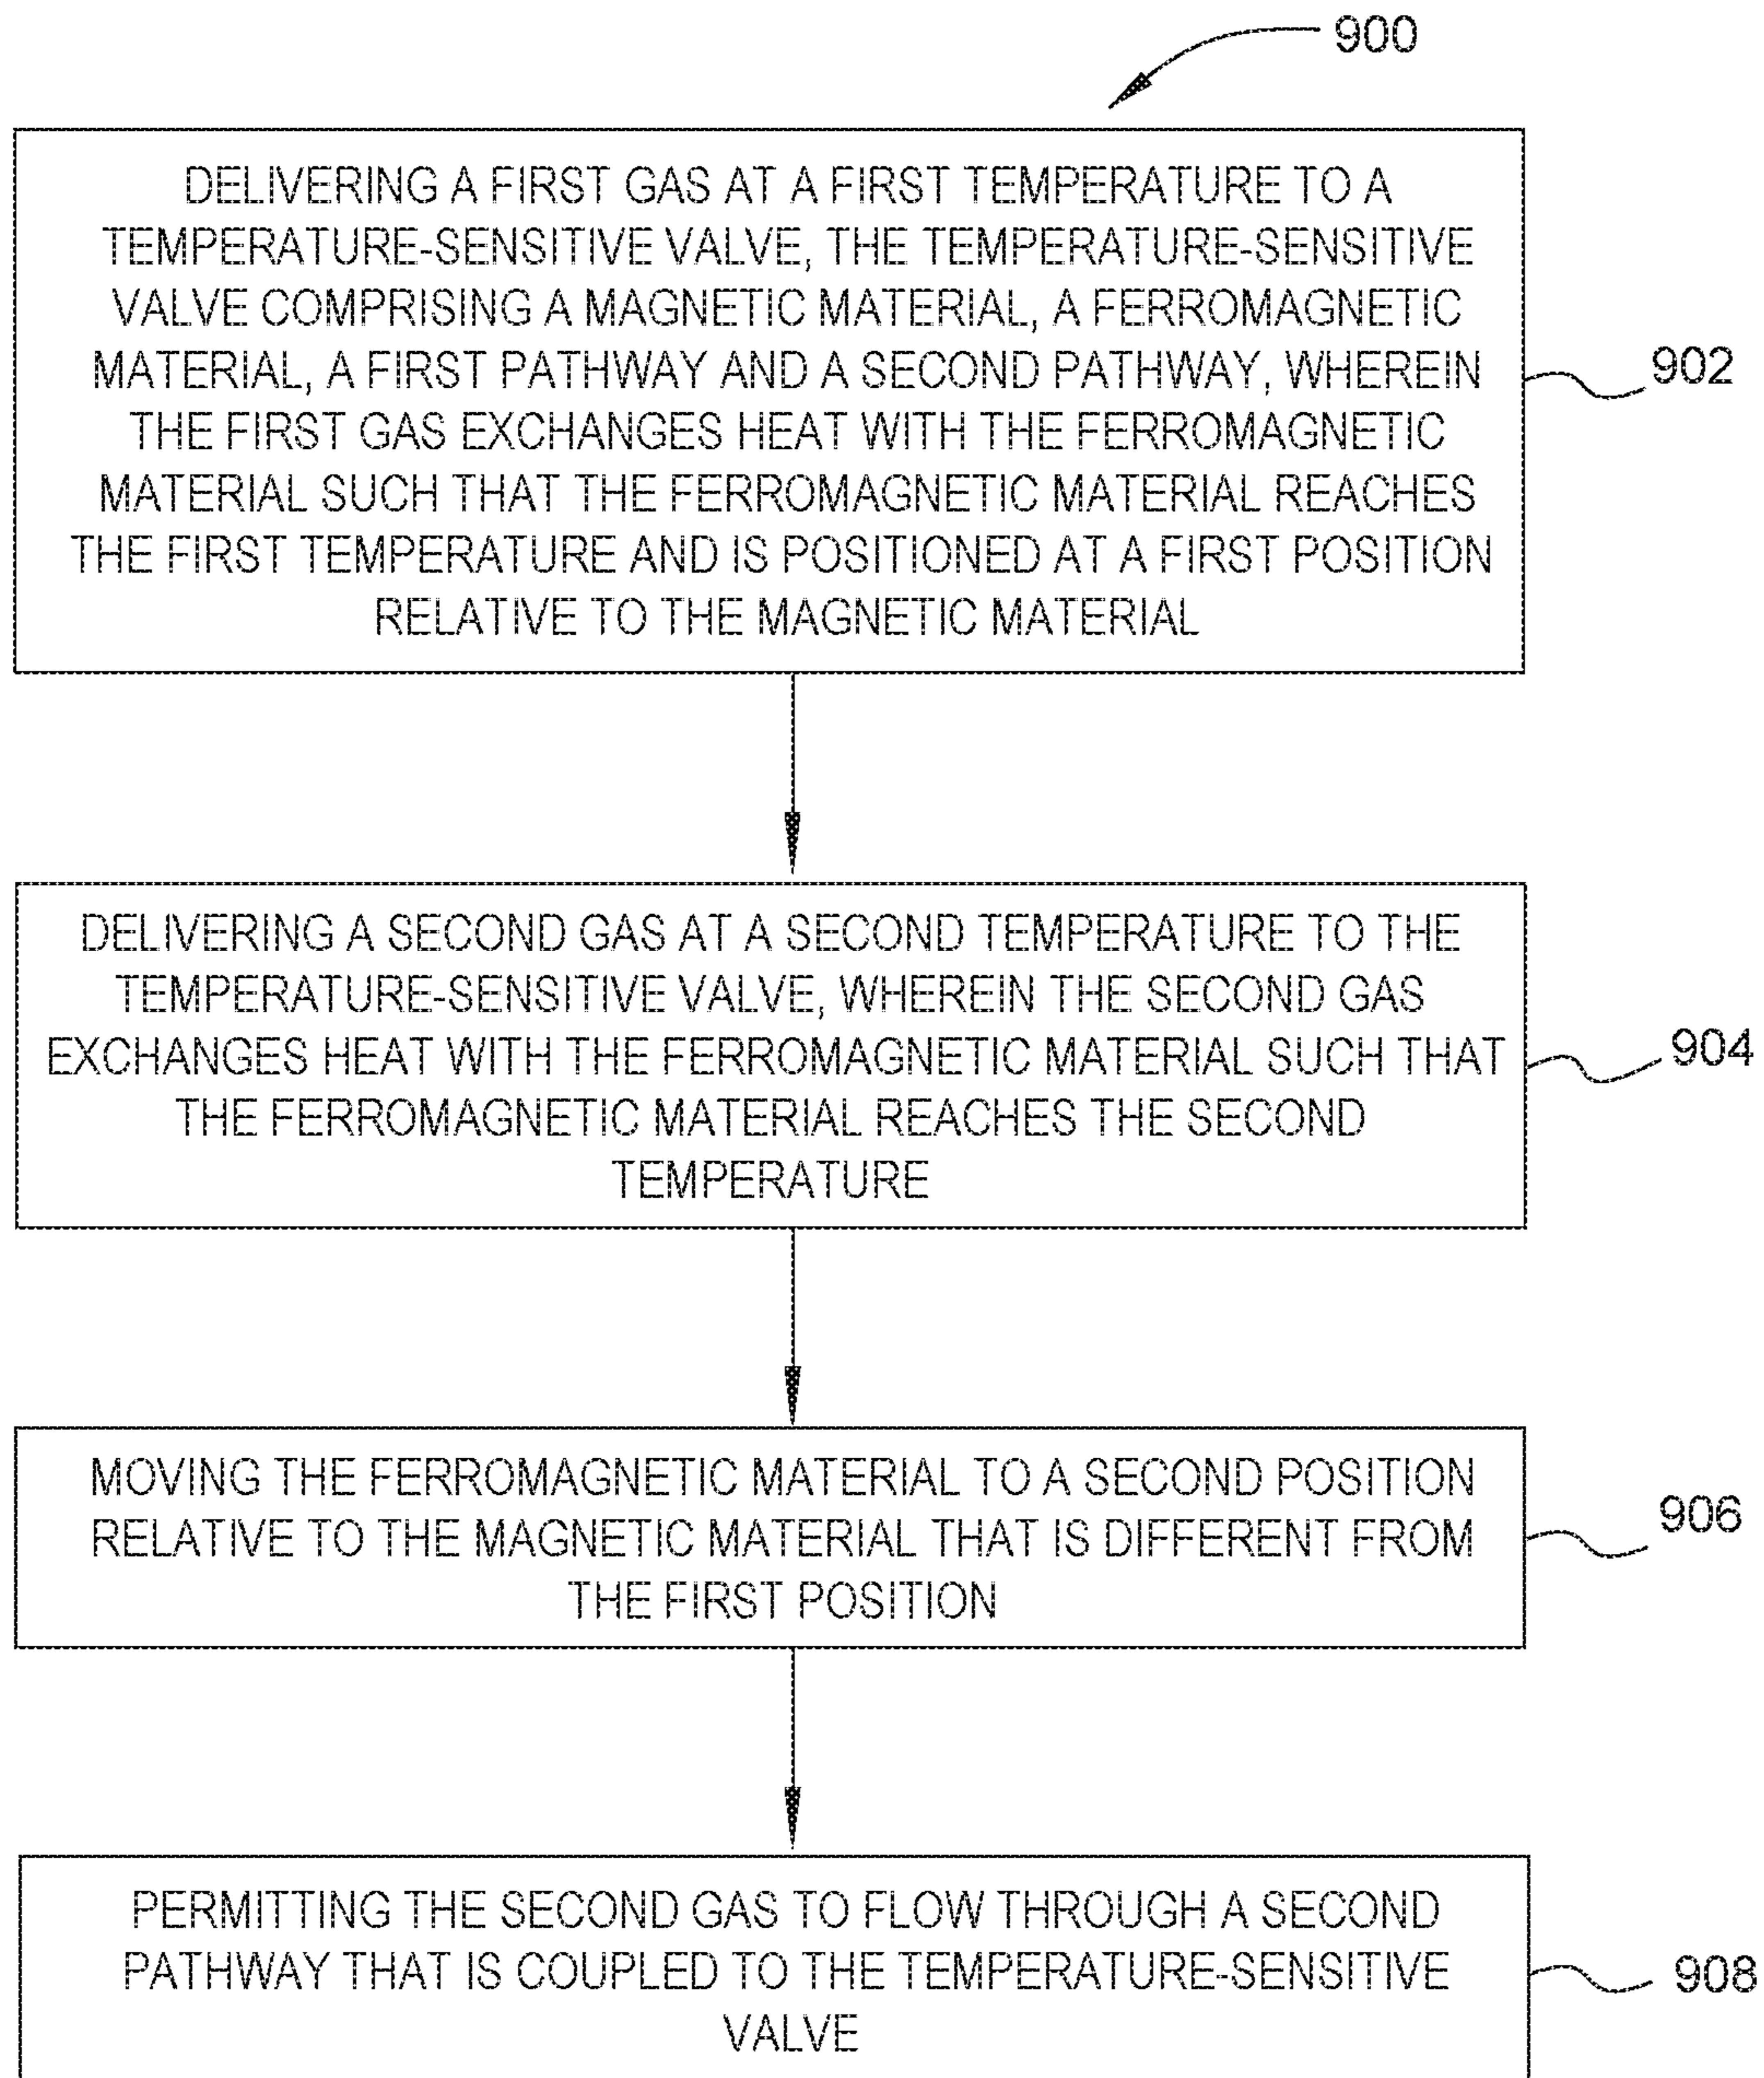 900
DELIVERING A FIRST GAS AT A FIRST TEMPERATURE TO A
TEMPERATURE-SENSITIVE VALVE, THE TEMPERATURE-SENSITIVE
VALVE COMPRISING A MAGNETIC MATERIAL, A FERROMAGNETIC
MATERIAL, A FIRST PATHWAY AND A SECOND PATHWAY, WHEREIN
THE FIRST GAS EXCHANGES HEAT WITH THE FERROMAGNETIC
MATERIAL SUCH THAT THE FERROMAGNETIC MATERIAL REACHES
THE FIRST TEMPERATURE AND IS POSITIONED AT A FIRST POSITION
RELATIVE TO THE MAGNETIC MATERIAL
902
DELIVERING A SECOND GAS AT A SECOND TEMPERATURE TO THE
TEMPERATURE-SENSITIVE VALVE, WHEREIN THE SECOND GAS
EXCHANGES HEAT WITH THE FERROMAGNETIC MATERIAL SUCH THAT
THE FERROMAGNETIC MATERIAL REACHES THE SECOND
TEMPERATURE
904
MOVING THE FERROMAGNETIC MATERIAL TO A SECOND POSITION
RELATIVE TO THE MAGNETIC MATERIAL THAT IS DIFFERENT FROM
THE FIRST POSITION
906
PERMITTING THE SECOND GAS TO FLOW THROUGH A SECOND
PATHWAY THAT IS COUPLED TO THE TEMPERATURE-SENSITIVE
VALVE
908